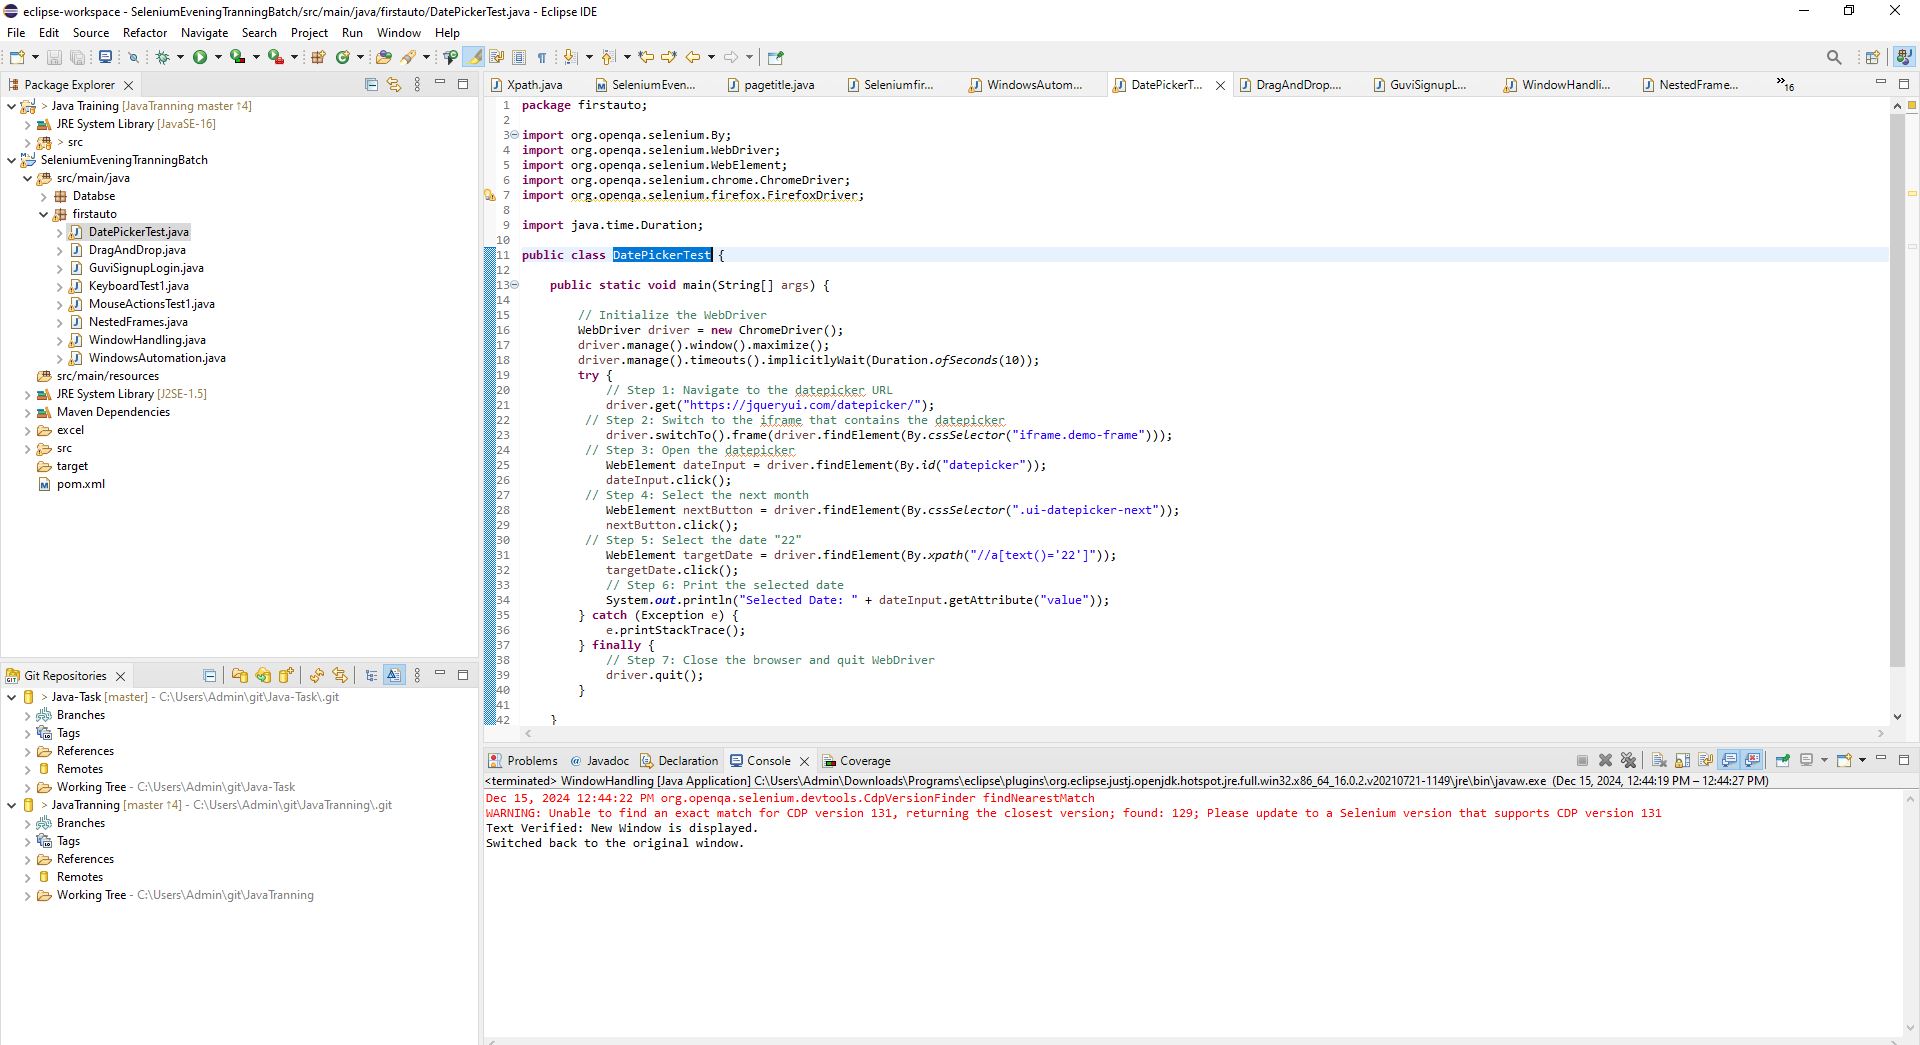 eclipse-workspace - SeleniumEveningTranningBatch/src/main/java/firstauto/DatePickerTest.java - Eclipse IDE
File Edit Source Refactor Navigate Search Project Run Window Help
Package Explorer
> Java Training [JavaTranning master ↑4]
JRE System Library [JavaSE-16]
> src
SeleniumEveningTranningBatch
src/main/java
Databse
firstauto
DatePickerTest.java
DragAndDrop.java
GuviSignupLogin.java
KeyboardTest1.java
MouseActionsTest1.java
NestedFrames.java
WindowHandling.java
WindowsAutomation.java
src/main/resources
JRE System Library [J2SE-1.5]
Maven Dependencies
excel
src
target
pom.xml
Git Repositories
> Java-Task [master] - C:\Users\Admin\git\Java-Task\.git
Branches
Tags
References
Remotes
Working Tree - C:\Users\Admin\git\Java-Task
> JavaTranning [master ↑4] - C:\Users\Admin\git\JavaTranning\.git
Branches
Tags
References
Remotes
Working Tree - C:\Users\Admin\git\JavaTranning
Xpath.java SeleniumEven... pagetitle.java Seleniumfir... WindowsAutom... DatePickerT... DragAndDrop.... GuviSignupL... WindowHandli... NestedFrame... »16
1 package firstauto;
2
3 import org.openqa.selenium.By;
4 import org.openqa.selenium.WebDriver;
5 import org.openqa.selenium.WebElement;
6 import org.openqa.selenium.chrome.ChromeDriver;
7 import org.openqa.selenium.firefox.FirefoxDriver;
8
9 import java.time.Duration;
10
11 public class DatePickerTest {
12
13 public static void main(String[] args) {
14
15 // Initialize the WebDriver
16 WebDriver driver = new ChromeDriver();
17 driver.manage().window().maximize();
18 driver.manage().timeouts().implicitlyWait(Duration.ofSeconds(10));
19 try {
20 // Step 1: Navigate to the datepicker URL
21 driver.get("https://jqueryui.com/datepicker/");
22 // Step 2: Switch to the iframe that contains the datepicker
23 driver.switchTo().frame(driver.findElement(By.cssSelector("iframe.demo-frame")));
24 // Step 3: Open the datepicker
25 WebElement dateInput = driver.findElement(By.id("datepicker"));
26 dateInput.click();
27 // Step 4: Select the next month
28 WebElement nextButton = driver.findElement(By.cssSelector(".ui-datepicker-next"));
29 nextButton.click();
30 // Step 5: Select the date "22"
31 WebElement targetDate = driver.findElement(By.xpath("//a[text()='22']"));
32 targetDate.click();
33 // Step 6: Print the selected date
34 System.out.println("Selected Date: " + dateInput.getAttribute("value"));
35 } catch (Exception e) {
36 e.printStackTrace();
37 } finally {
38 // Step 7: Close the browser and quit WebDriver
39 driver.quit();
40 }
41
42 }
Problems Javadoc Declaration Console Coverage
<terminated> WindowHandling [Java Application] C:\Users\Admin\Downloads\Programs\eclipse\plugins\org.eclipse.justj.openjdk.hotspot.jre.full.win32.x86_64_16.0.2.v20210721-1149\jre\bin\javaw.exe (Dec 15, 2024, 12:44:19 PM – 12:44:27 PM)
Dec 15, 2024 12:44:22 PM org.openqa.selenium.devtools.CdpVersionFinder findNearestMatch
WARNING: Unable to find an exact match for CDP version 131, returning the closest version; found: 129; Please update to a Selenium version that supports CDP version 131
Text Verified: New Window is displayed.
Switched back to the original window.